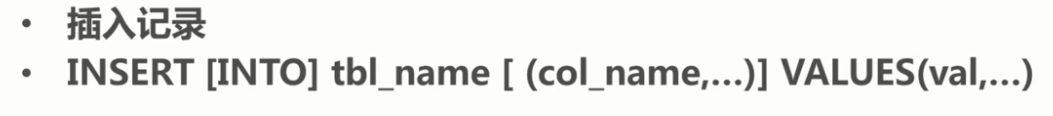 • 插入记录
• INSERT [INTO] tbl_name [ (col_name,...)] VALUES(val,...)